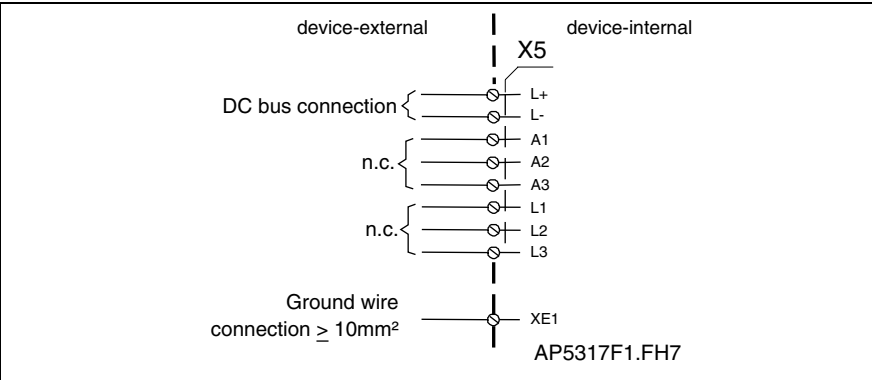 device-external
device-internal
X5
DC bus connection
L+
L-
n.c.
A1
A2
A3
n.c.
L1
L2
L3
Ground wire
connection ≥ 10mm²
XE1
AP5317F1.FH7